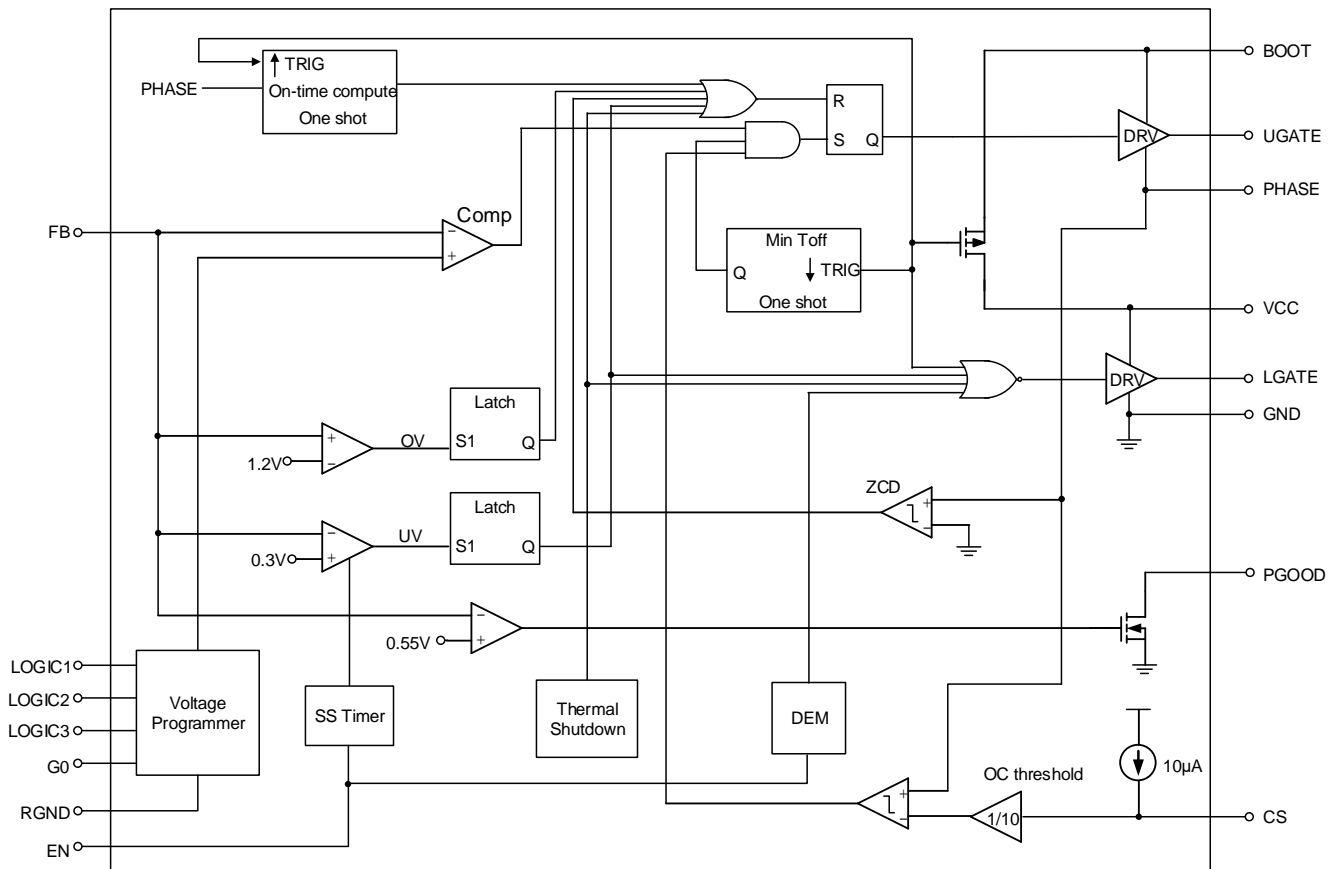 BOOT
TRIG
PHASE
On-time compute
One shot
R
S
Q
DRV
UGATE
PHASE
Comp
FB
−
+
Min Toff
Q
TRIG
One shot
VCC
Latch
S1
Q
OV
+
−
1.2V
DRV
LGATE
GND
ZCD
+
−
Latch
S1
Q
UV
−
+
0.3V
PGOOD
−
+
0.55V
LOGIC1
LOGIC2
LOGIC3
G0
RGND
EN
Voltage
Programmer
SS Timer
Thermal
Shutdown
DEM
OC threshold
10µA
+
−
1/10
CS